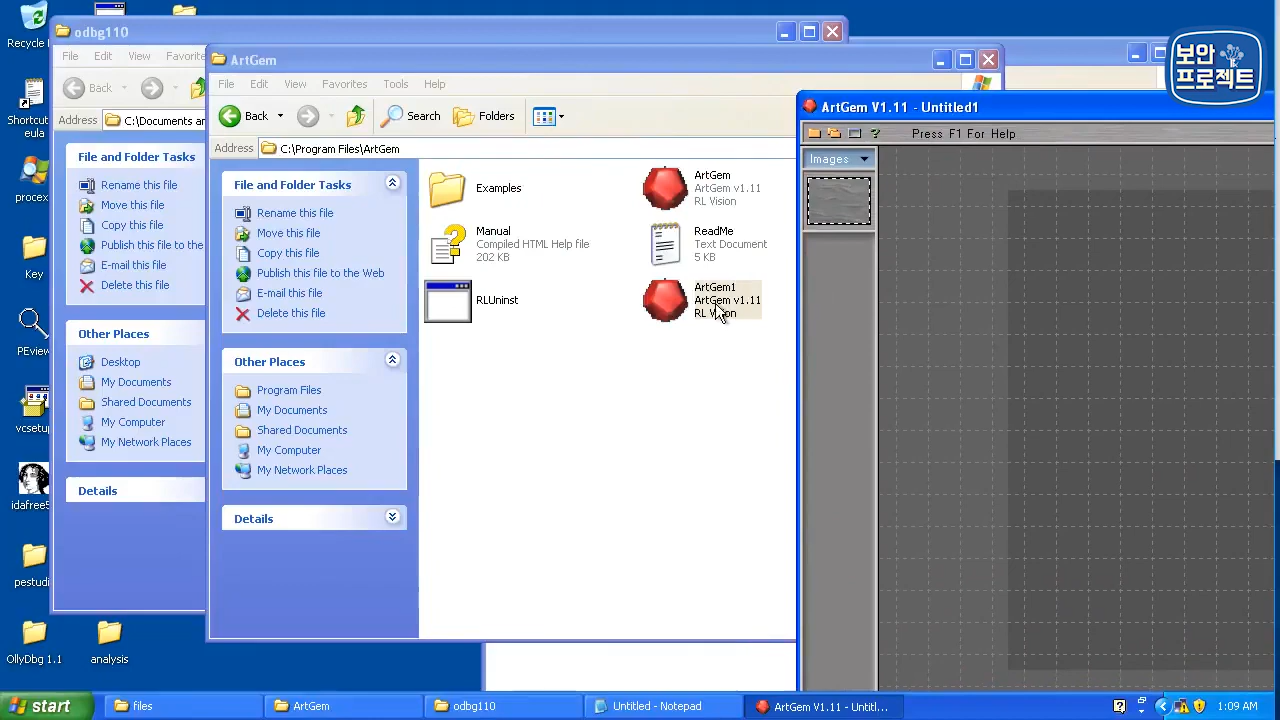 Recycle
Shortcut
eula
procex
Key
PEview
vcsetup
idafree5
pestudi
OllyDbg 1.1
analysis
odbg110
File Edit View Favorite
Back
Address C:\Documents ar
File and Folder Tasks
Rename this file
Move this file
Copy this file
Publish this file to the
E-mail this file
Delete this file
Other Places
Desktop
My Documents
Shared Documents
My Computer
My Network Places
Details
ArtGem
File Edit View Favorites Tools Help
Back Search Folders
Address C:\Program Files\ArtGem
File and Folder Tasks
Rename this file
Move this file
Copy this file
Publish this file to the Web
E-mail this file
Delete this file
Other Places
Program Files
My Documents
Shared Documents
My Computer
My Network Places
Details
Examples
Manual
Compiled HTML Help file
202 KB
RLUninst
ArtGem
ArtGem v1.11
RL Vision
ReadMe
Text Document
5 KB
ArtGem1
ArtGem v1.11
RL Vision
ArtGem V1.11 - Untitled1
Press F1 For Help
Images
보안
프로젝트
start files ArtGem odbg110 Untitled - Notepad ArtGem V1.11 - Untitl... 1:09 AM